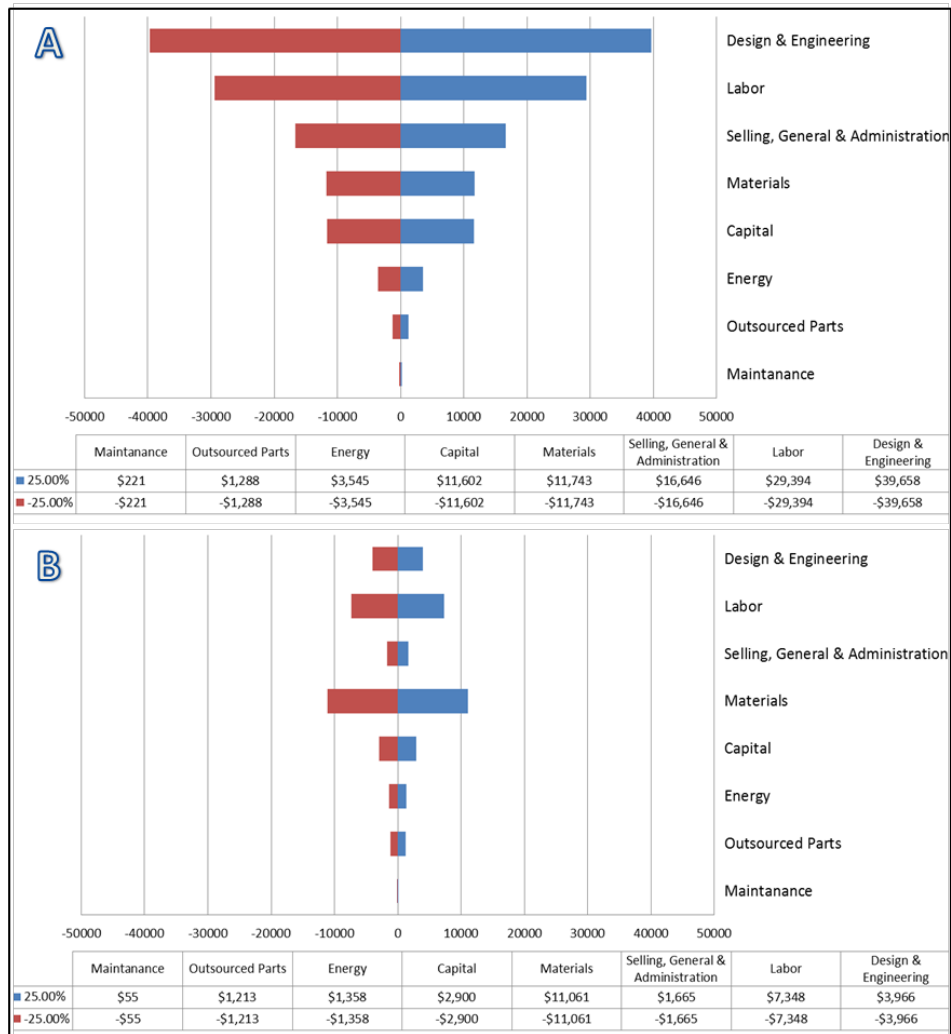 A
Design & Engineering
Labor
Selling, General & Administration
Materials
Capital
Energy
Outsourced Parts
Maintanance
-50000 -40000 -30000 -20000 -10000 0 10000 20000 30000 40000 50000
Maintanance Outsourced Parts Energy Capital Materials Selling, General & Administration Labor Design & Engineering
25.00% $221 $1,288 $3,545 $11,602 $11,743 $16,646 $29,394 $39,658
-25.00% -$221 -$1,288 -$3,545 -$11,602 -$11,743 -$16,646 -$29,394 -$39,658
B
Design & Engineering
Labor
Selling, General & Administration
Materials
Capital
Energy
Outsourced Parts
Maintanance
-50000 -40000 -30000 -20000 -10000 0 10000 20000 30000 40000 50000
Maintanance Outsourced Parts Energy Capital Materials Selling, General & Administration Labor Design & Engineering
25.00% $55 $1,213 $1,358 $2,900 $11,061 $1,665 $7,348 $3,966
-25.00% -$55 -$1,213 -$1,358 -$2,900 -$11,061 -$1,665 -$7,348 -$3,966